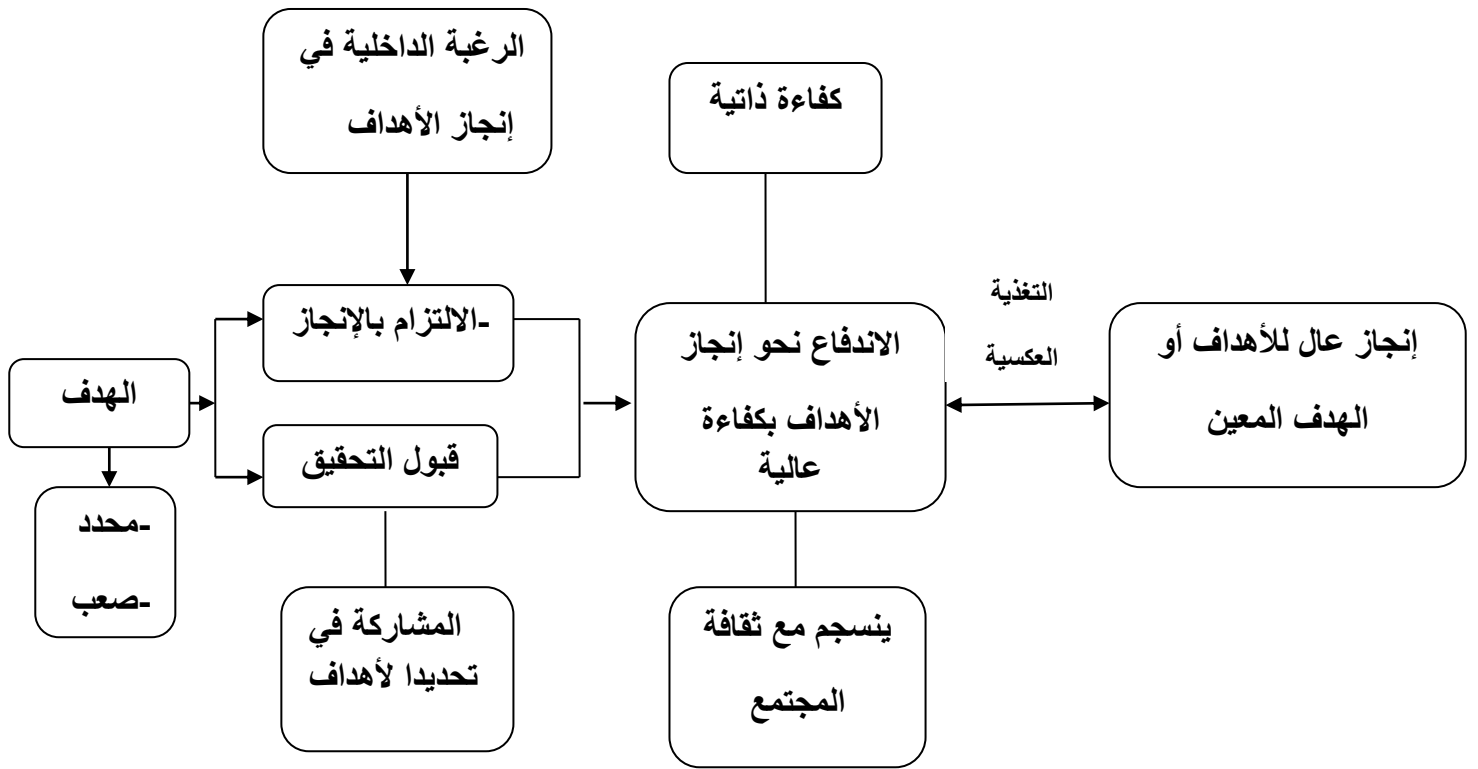 الرغبة الداخلية في
إنجاز الأهداف
كفاءة ذاتية
-الالتزام بالإنجاز
التغذية
العكسية
الاندفاع نحو إنجاز
الأهداف بكفاءة
عالية
إنجاز عال للأهداف أو
الهدف المعين
الهدف
قبول التحقيق
-محدد
-صعب
المشاركة في
تحديدا لأهداف
ينسجم مع ثقافة
المجتمع